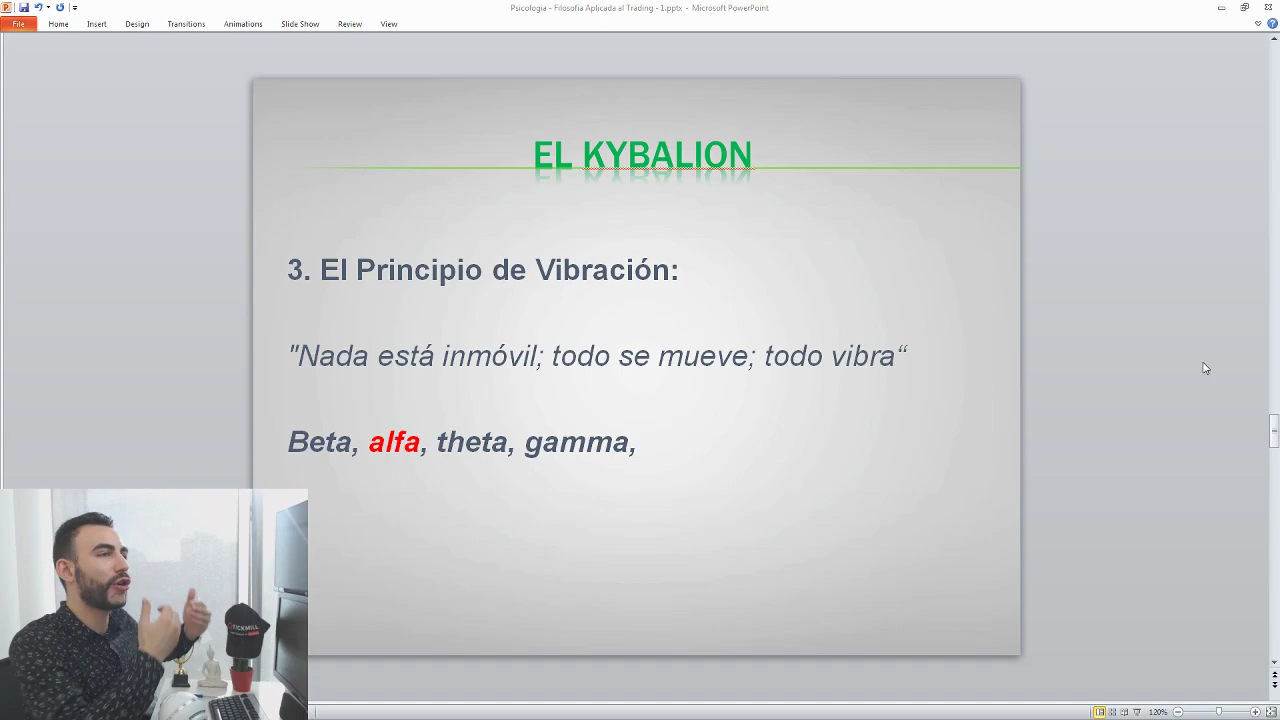 Psicologia - Filosofia Aplicada al Trading - 1.pptx - Microsoft PowerPoint
File Home Insert Design Transitions Animations Slide Show Review View
EL KYBALION
3. El Principio de Vibración:
"Nada está inmóvil; todo se mueve; todo vibra“
Beta, alfa, theta, gamma,
TICKMILL
120%